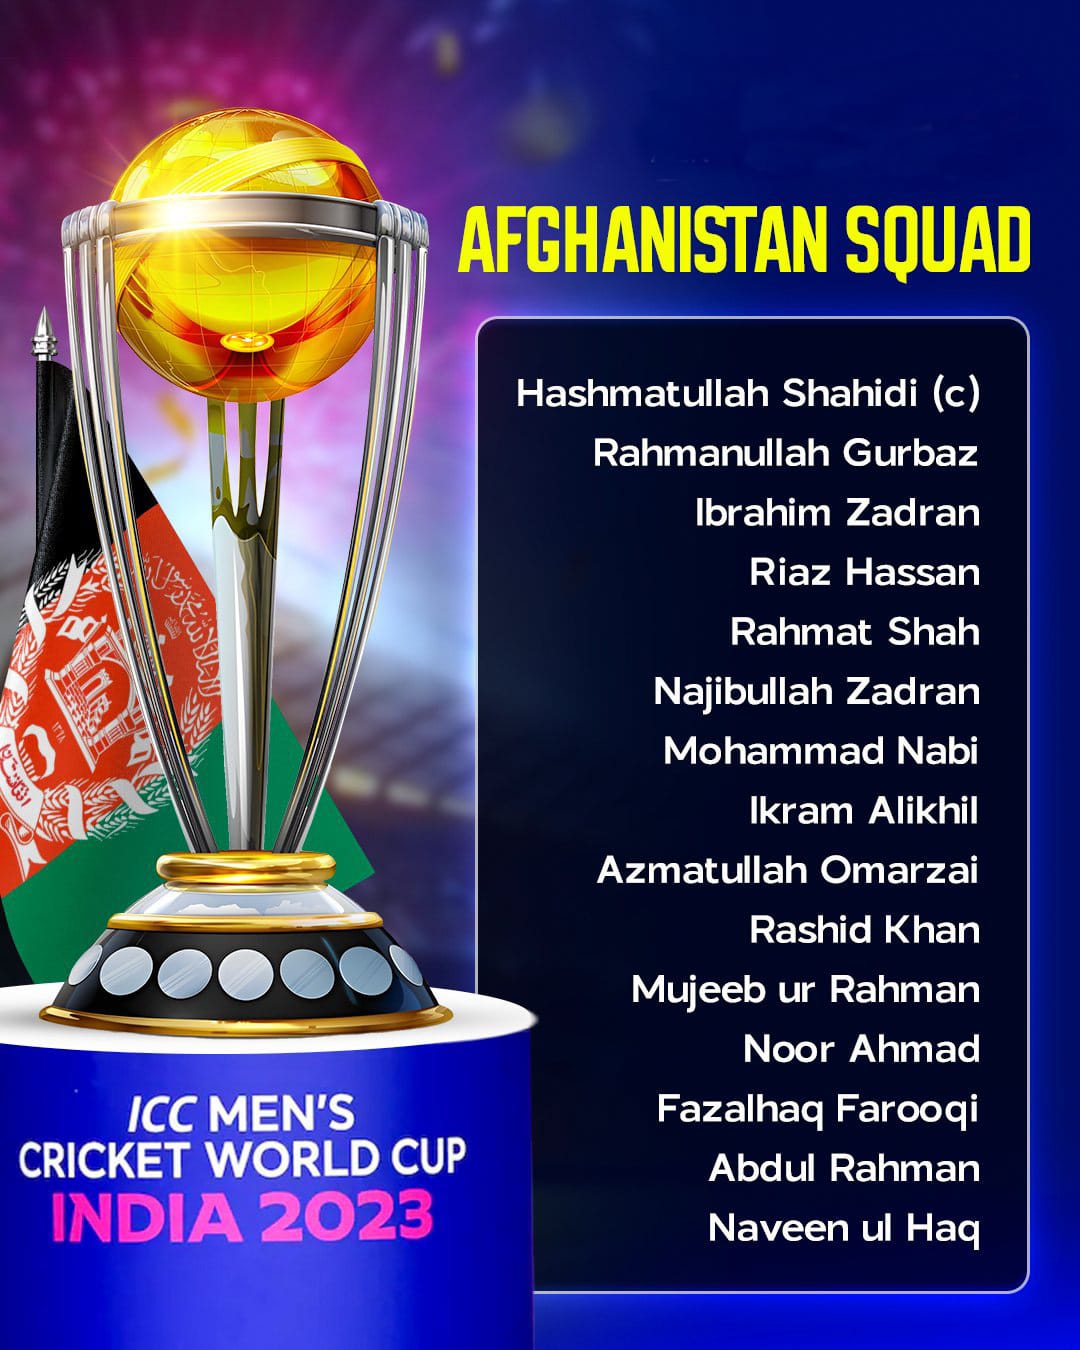 AFGHANISTAN SQUAD
Hashmatullah Shahidi (c)
Rahmanullah Gurbaz
Ibrahim Zadran
Riaz Hassan
Rahmat Shah
Najibullah Zadran
Mohammad Nabi
Ikram Alikhil
Azmatullah Omarzai
Rashid Khan
Mujeeb ur Rahman
Noor Ahmad
Fazalhaq Farooqi
Abdul Rahman
Naveen ul Haq
ICC MEN'S
CRICKET WORLD CUP
INDIA 2023